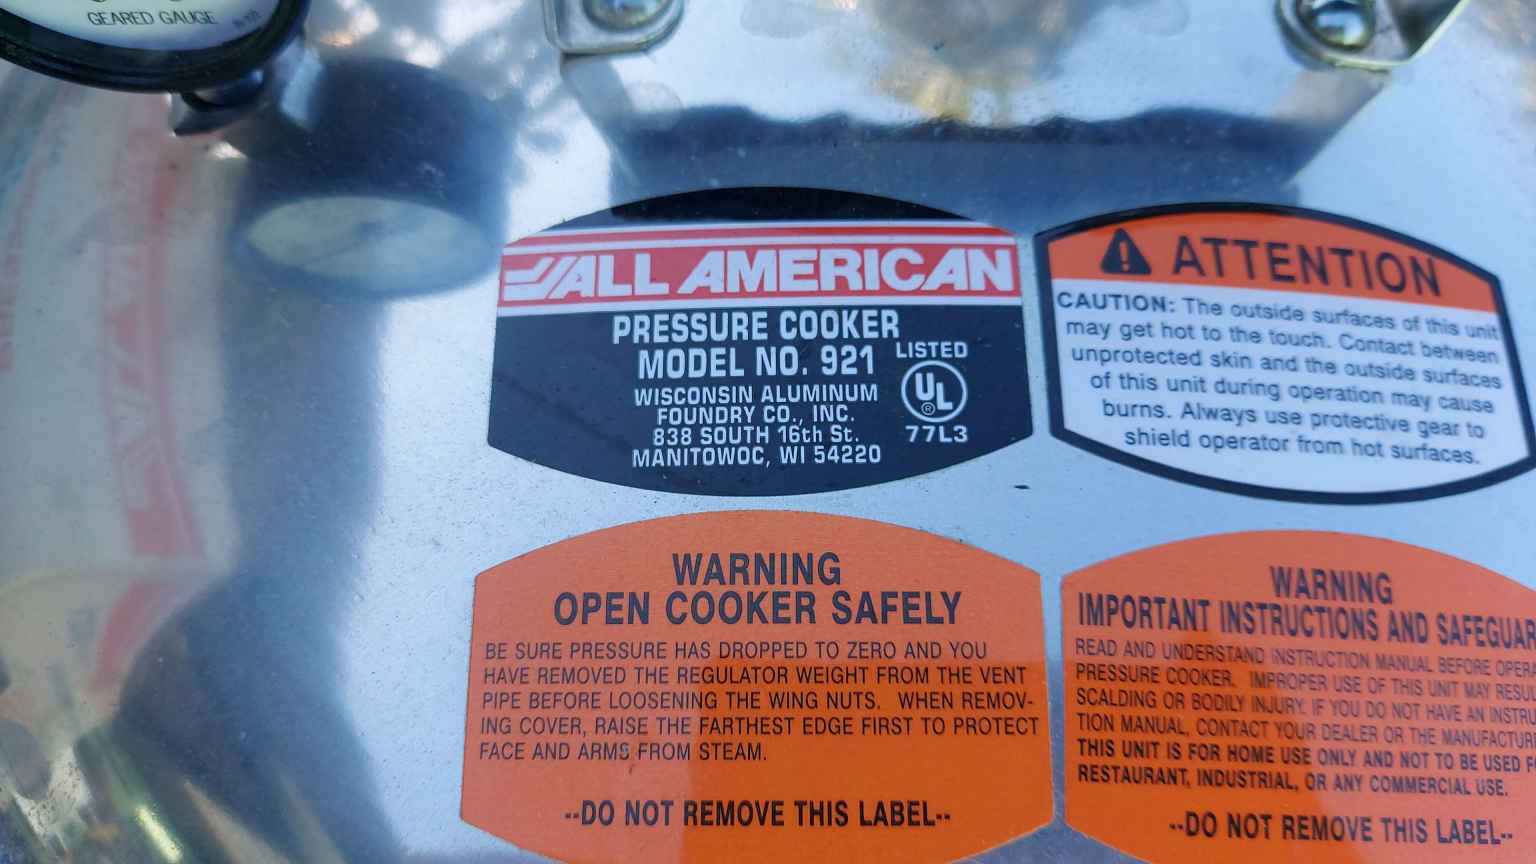 GEARED GAUGE
ALL AMERICAN
PRESSURE COOKER
MODEL NO. 921
LISTED
UL
®
77L3
WISCONSIN ALUMINUM
FOUNDRY CO., INC.
838 SOUTH 16th St.
MANITOWOC, WI 54220
ATTENTION
CAUTION: The outside surfaces of this unit
may get hot to the touch. Contact between
unprotected skin and the outside surfaces
of this unit during operation may cause
burns. Always use protective gear to
shield operator from hot surfaces.
WARNING
OPEN COOKER SAFELY
BE SURE PRESSURE HAS DROPPED TO ZERO AND YOU
HAVE REMOVED THE REGULATOR WEIGHT FROM THE VENT
PIPE BEFORE LOOSENING THE WING NUTS. WHEN REMOV-
ING COVER, RAISE THE FARTHEST EDGE FIRST TO PROTECT
FACE AND ARMS FROM STEAM.
--DO NOT REMOVE THIS LABEL--
WARNING
IMPORTANT INSTRUCTIONS AND SAFEGUAR
READ AND UNDERSTAND INSTRUCTION MANUAL BEFORE OPER
PRESSURE COOKER. IMPROPER USE OF THIS UNIT MAY RESU
SCALDING OR BODILY INJURY. IF YOU DO NOT HAVE AN INSTRU
TION MANUAL, CONTACT YOUR DEALER OR THE MANUFACTURE
THIS UNIT IS FOR HOME USE ONLY AND NOT TO BE USED F
RESTAURANT, INDUSTRIAL, OR ANY COMMERCIAL USE.
--DO NOT REMOVE THIS LABEL--